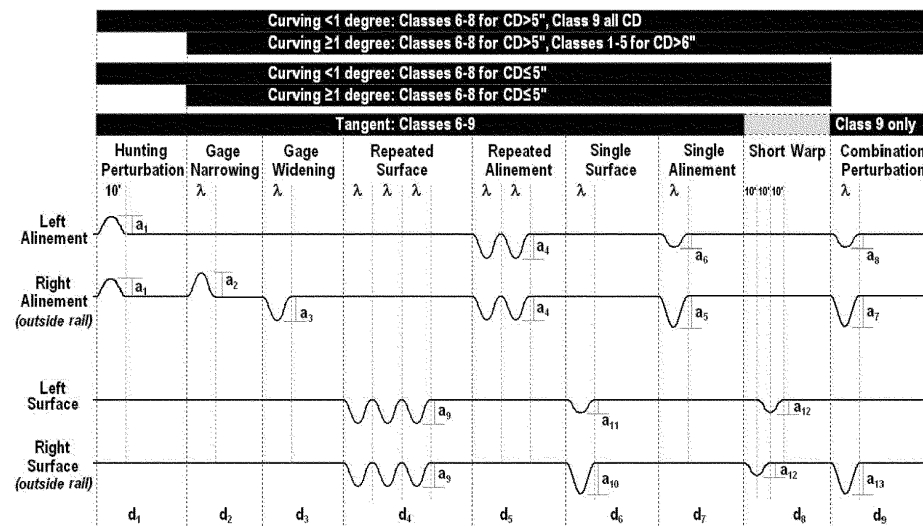 Curving <1 degree: Classes 6-8 for CD>5", Class 9 all CD
Curving ≥1 degree: Classes 6-8 for CD>5", Classes 1-5 for CD>6"
Curving <1 degree: Classes 6-8 for CD≤5"
Curving ≥1 degree: Classes 6-8 for CD≤5"
Tangent: Classes 6-9 Class 9 only
Hunting Gage Gage Repeated Repeated Single Single Short Warp Combination
Perturbation Narrowing Widening Surface Alinement Surface Alinement Perturbation
10' λ λ λ λ λ λ λ λ λ 10' 10' 10' λ
Left
Alinement
a1 a4 a6 a8
Right
Alinement
(outside rail)
a1 a2 a3 a4 a5 a7
Left
Surface
a9 a11 a12
Right
Surface
(outside rail)
a9 a10 a12 a13
d1 d2 d3 d4 d5 d6 d7 d8 d9